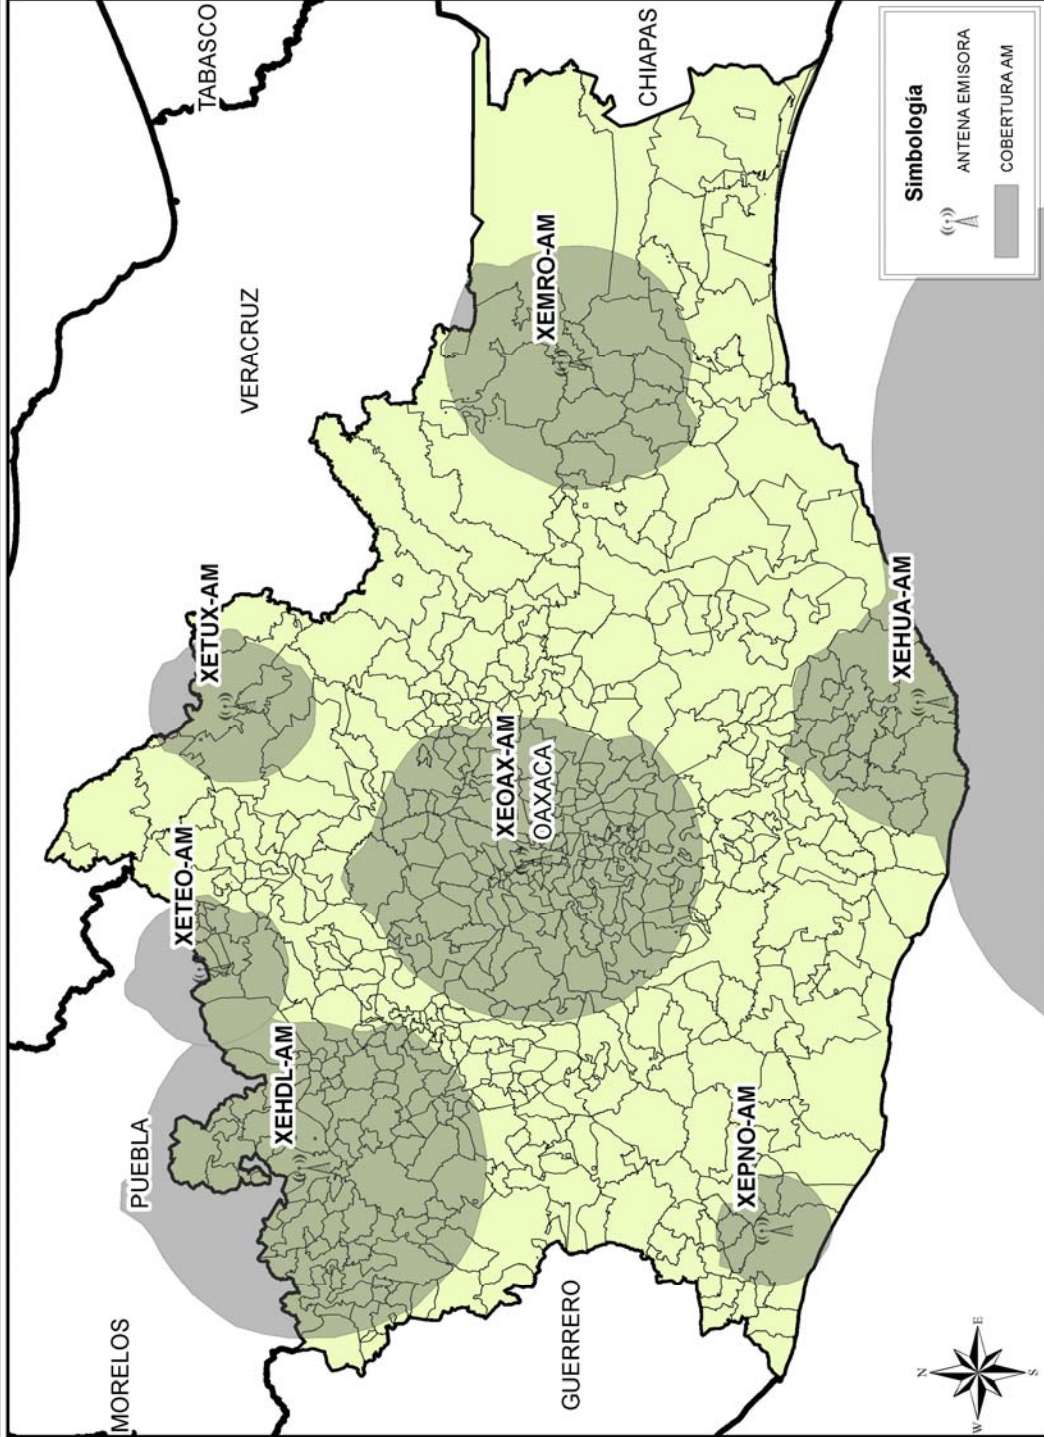 TABASCO
CHIAPAS
VERACRUZ
XEMRO-AM
XETUX-AM
XEHUA-AM
XEOAX-AM
OAXACA
XETEO-AM
XEHDL-AM
PUEBLA
XEPNO-AM
MORELOS
GUERRERO
Simbología
ANTENA EMISORA
COBERTURA AM
N
W
E
S